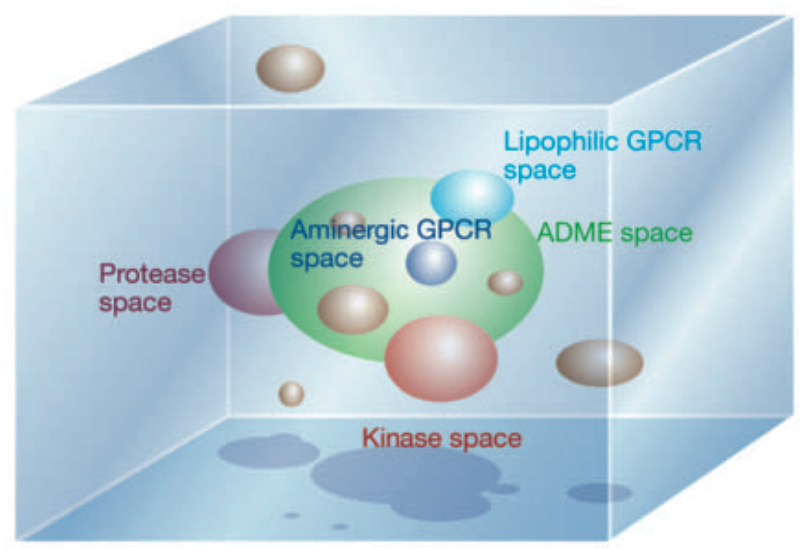 Lipophilic GPCR
space
Aminergic GPCR
space
ADME space
Protease
space
Kinase space